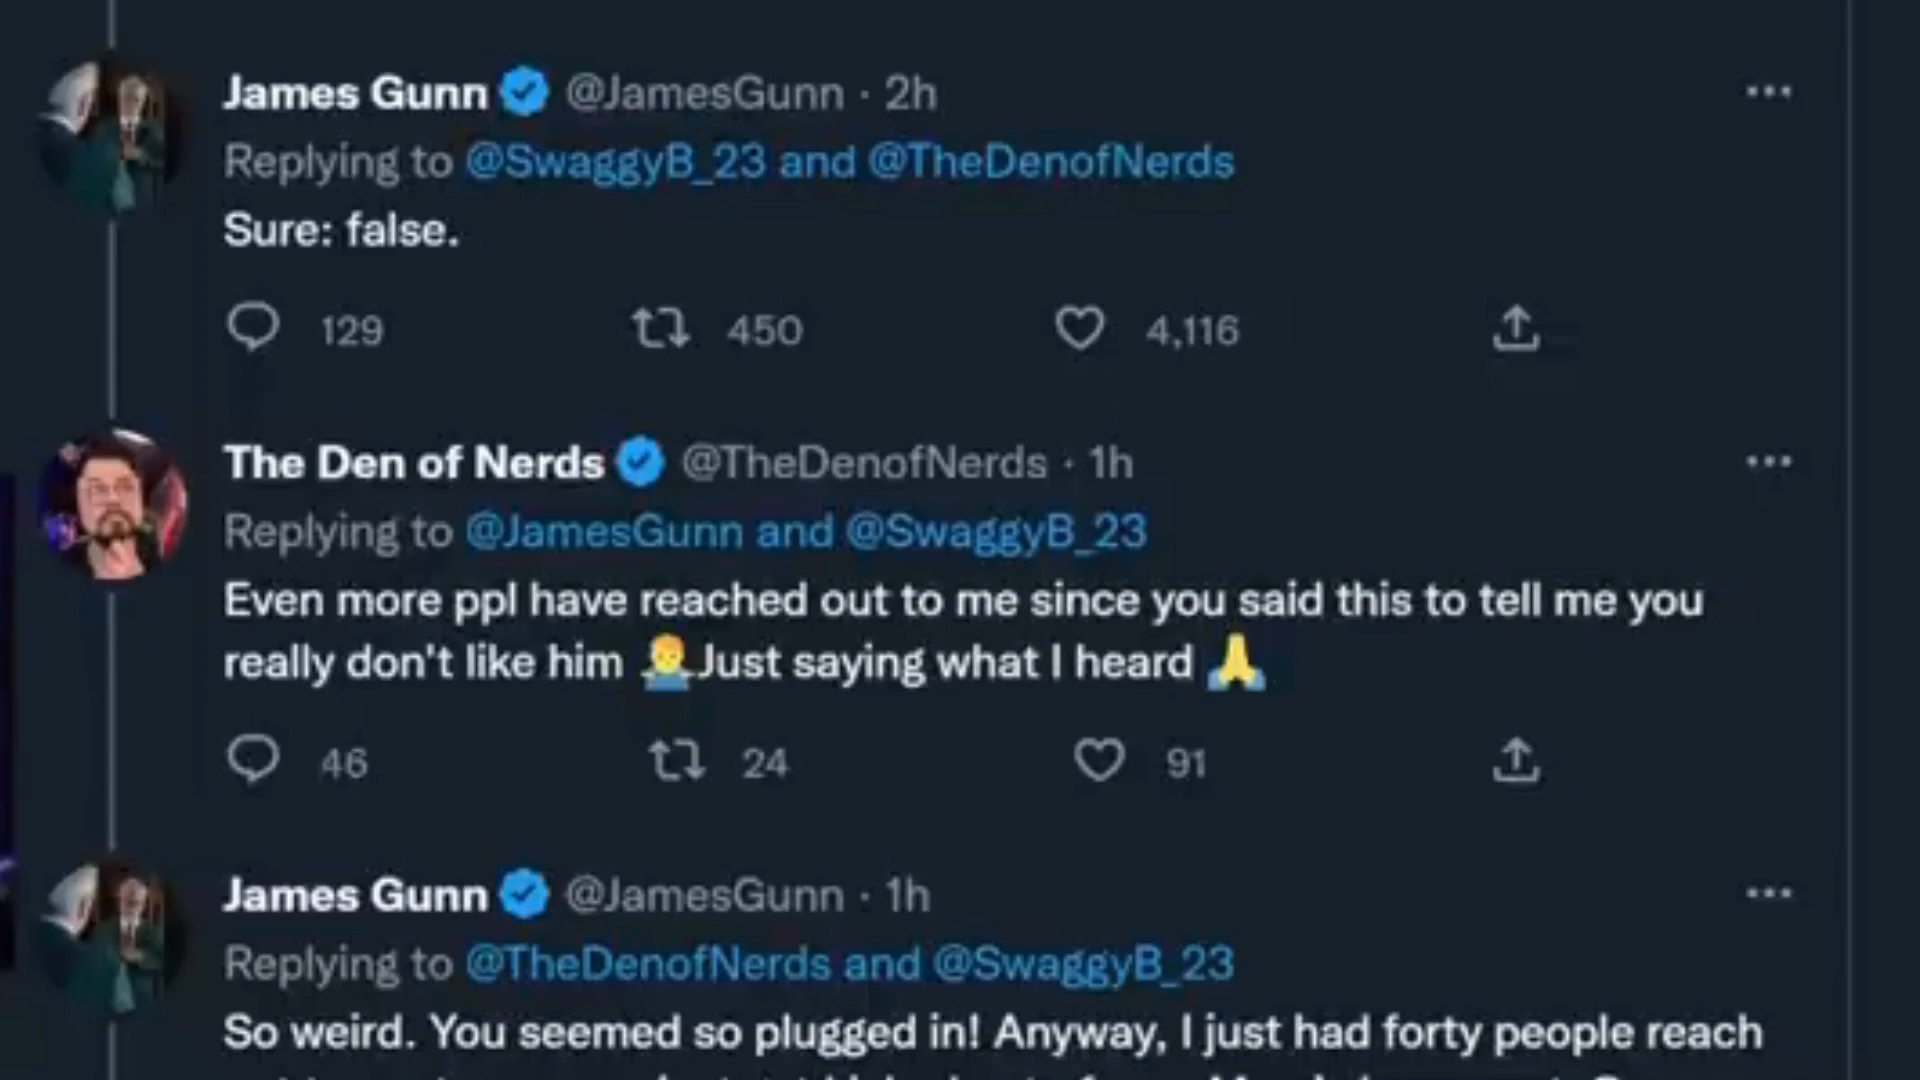 James Gunn @JamesGunn · 2h
Replying to @SwaggyB_23 and @TheDenofNerds
Sure: false.
129 450 4,116
The Den of Nerds @TheDenofNerds · 1h
Replying to @JamesGunn and @SwaggyB_23
Even more ppl have reached out to me since you said this to tell me you
really don't like him 🤷‍♂️Just saying what I heard 🙏
46 24 91
James Gunn @JamesGunn · 1h
Replying to @TheDenofNerds and @SwaggyB_23
So weird. You seemed so plugged in! Anyway, I just had forty people reach